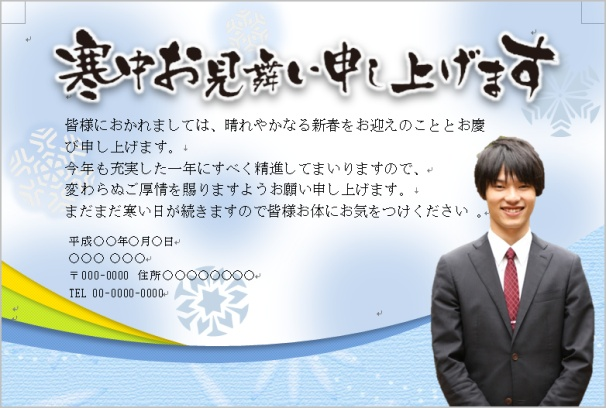 寒中お見舞い申し上げます
皆様におかれましては、晴れやかなる新春をお迎えのこととお慶
び申し上げます。
今年も充実した一年にすべく精進してまいりますので、
変わらぬご厚情を賜りますようお願い申し上げます。
まだまだ寒い日が続きますので皆様お体にお気をつけください 。
平成〇〇年〇月〇日
〇〇〇 〇〇〇
〒000-0000 住所〇〇〇〇〇〇〇〇
TEL 00-0000-0000